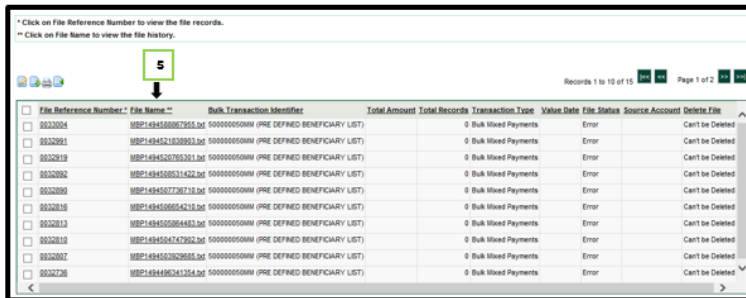 * Click on File Reference Number to view the file records.
** Click on File Name to view the file history.
5
Records 1 to 10 of 15 |<< << Page 1 of 2 >> >>|
File Reference Number * File Name ** Bulk Transaction Identifier Total Amount Total Records Transaction Type Value Date File Status Source Account Delete File
0033004 MBP1494588867955.txt 500000050MM (PRE DEFINED BENEFICIARY LIST) 0 Bulk Mixed Payments Error Can't be Deleted
0032991 MBP1494521838903.txt 500000050MM (PRE DEFINED BENEFICIARY LIST) 0 Bulk Mixed Payments Error Can't be Deleted
0032919 MBP1494520765301.txt 500000050MM (PRE DEFINED BENEFICIARY LIST) 0 Bulk Mixed Payments Error Can't be Deleted
0032892 MBP1494508531422.txt 500000050MM (PRE DEFINED BENEFICIARY LIST) 0 Bulk Mixed Payments Error Can't be Deleted
0032890 MBP1494507736710.txt 500000050MM (PRE DEFINED BENEFICIARY LIST) 0 Bulk Mixed Payments Error Can't be Deleted
0032816 MBP1494506654210.txt 500000050MM (PRE DEFINED BENEFICIARY LIST) 0 Bulk Mixed Payments Error Can't be Deleted
0032813 MBP1494505864483.txt 500000050MM (PRE DEFINED BENEFICIARY LIST) 0 Bulk Mixed Payments Error Can't be Deleted
0032810 MBP1494504747902.txt 500000050MM (PRE DEFINED BENEFICIARY LIST) 0 Bulk Mixed Payments Error Can't be Deleted
0032807 MBP1494503929685.txt 500000050MM (PRE DEFINED BENEFICIARY LIST) 0 Bulk Mixed Payments Error Can't be Deleted
0032736 MBP1494496341354.txt 500000050MM (PRE DEFINED BENEFICIARY LIST) 0 Bulk Mixed Payments Error Can't be Deleted